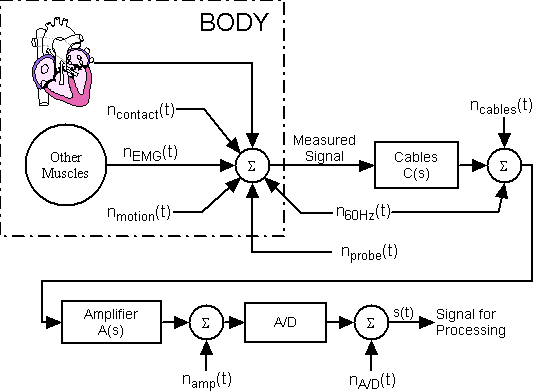 BODY
n_contact(t)
n_cables(t)
Other
Muscles
n_EMG(t)
Σ
Measured
Signal
Cables
C(s)
Σ
n_motion(t)
n_60Hz(t)
n_probe(t)
Amplifier
A(s)
Σ
A/D
Σ
s(t)
Signal for
Processing
n_amp(t)
n_A/D(t)